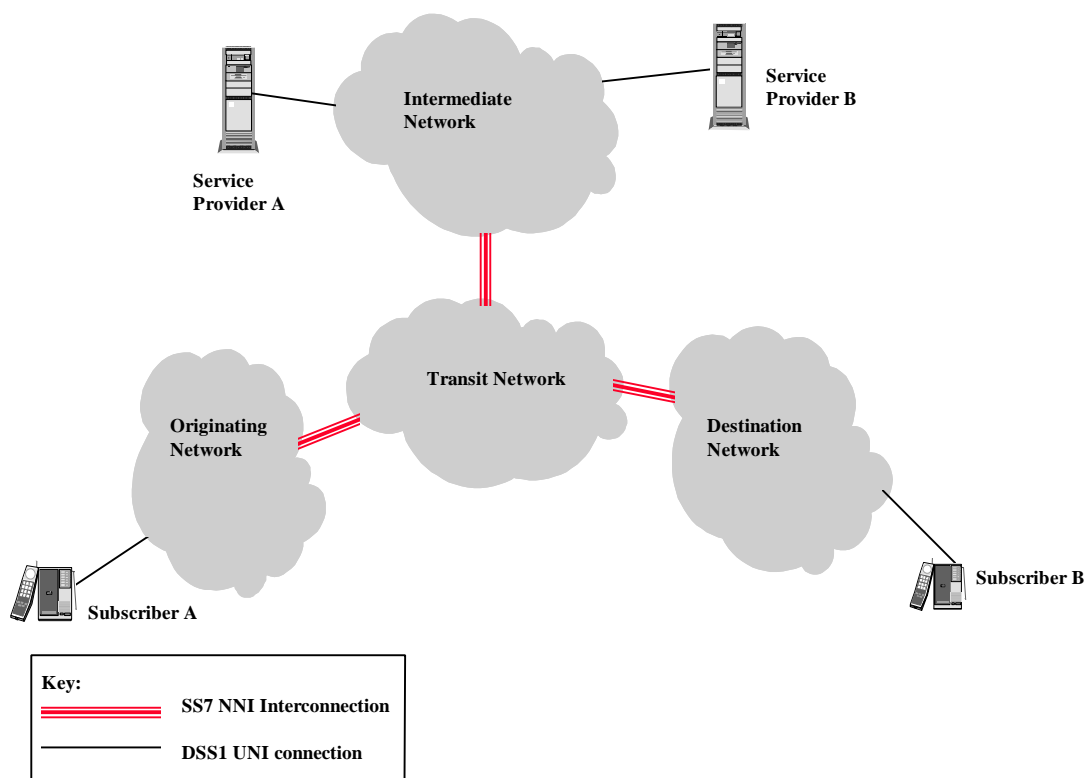 Intermediate
Network
Service
Provider B
Service
Provider A
Transit Network
Originating
Network
Destination
Network
Subscriber A
Subscriber B
Key:
SS7 NNI Interconnection
DSS1 UNI connection